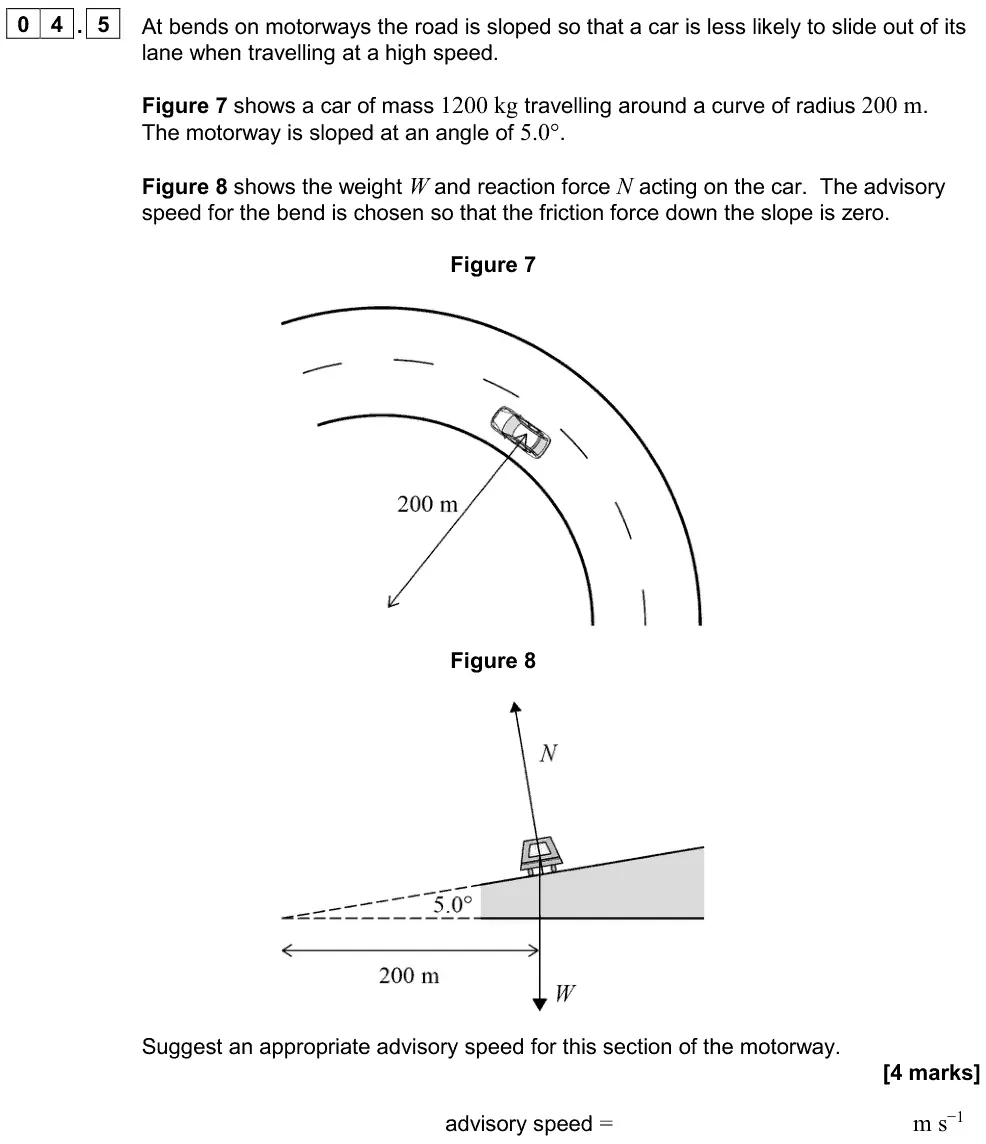 0 4 . 5 At bends on motorways the road is sloped so that a car is less likely to slide out of its
lane when travelling at a high speed.
Figure 7 shows a car of mass 1200 kg travelling around a curve of radius 200 m.
The motorway is sloped at an angle of 5.0°.
Figure 8 shows the weight W and reaction force N acting on the car. The advisory
speed for the bend is chosen so that the friction force down the slope is zero.
Figure 7
200 m
Figure 8
N
5.0°
200 m
W
Suggest an appropriate advisory speed for this section of the motorway.
[4 marks]
advisory speed = m s⁻¹